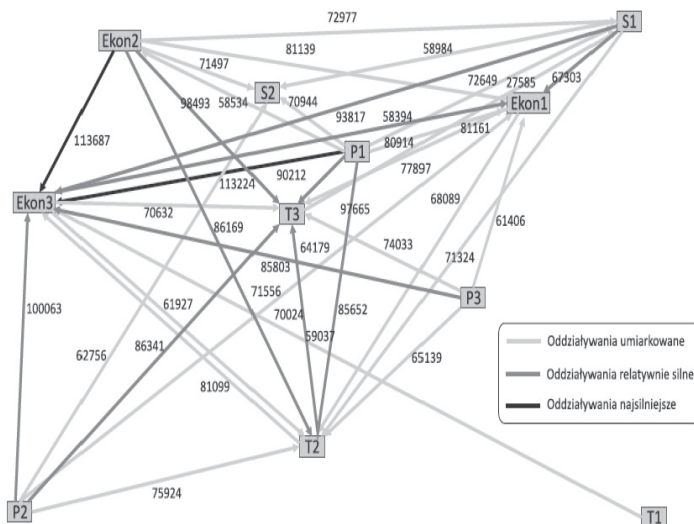 72977
S1
Ekon2
71497
81139
58984
S2
98493
58534
70944
72649
27585
67303
Ekon1
93817
58394
113687
P1
80914
81161
90212
113224
77897
Ekon3
70632
T3
97665
68089
61406
86169
64179
74033
71324
85803
P3
100063
61927
71556
70024
85652
59037
62756
86341
65139
81099
Oddziaływania umiarkowane
Oddziaływania relatywnie silne
Oddziaływania najsilniejsze
T2
75924
P2
T1